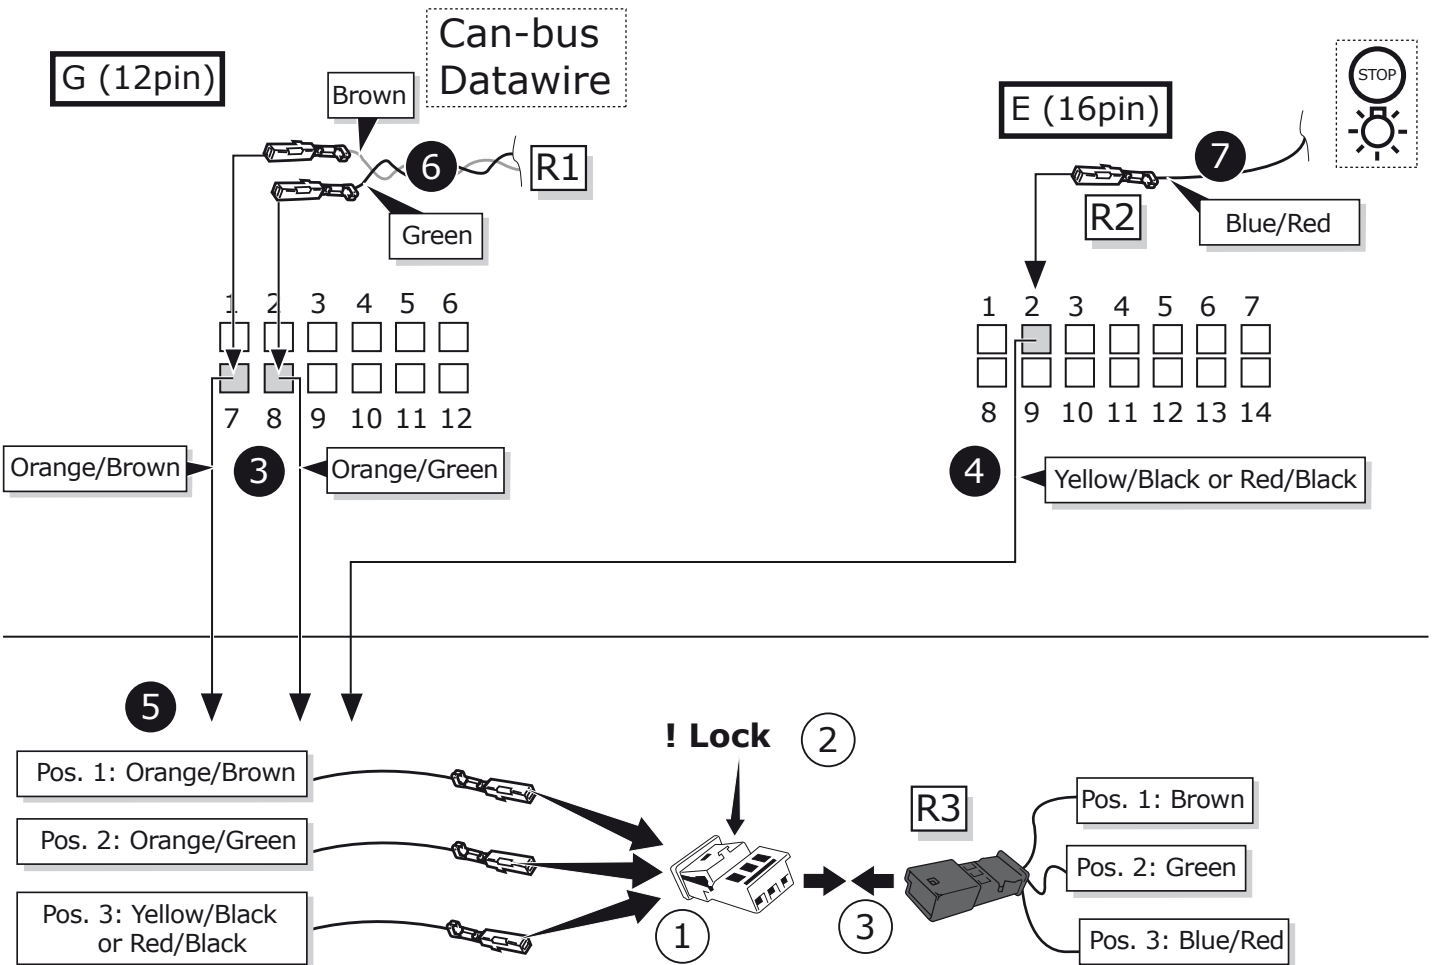 Can-bus
Datawire
G (12pin)
Brown
6
R1
Green
1 2 3 4 5 6
7 8 9 10 11 12
Orange/Brown
3
Orange/Green
STOP
E (16pin)
7
R2
Blue/Red
1 2 3 4 5 6 7
8 9 10 11 12 13 14
4
Yellow/Black or Red/Black
5
Pos. 1: Orange/Brown
Pos. 2: Orange/Green
Pos. 3: Yellow/Black
or Red/Black
! Lock
2
1
3
R3
Pos. 1: Brown
Pos. 2: Green
Pos. 3: Blue/Red